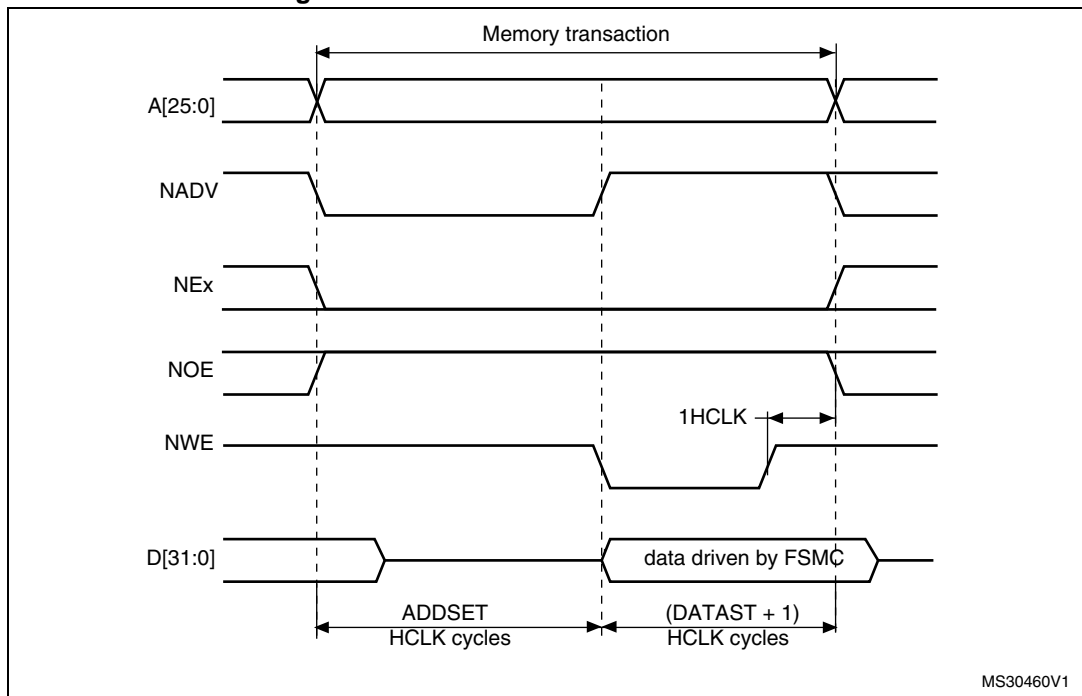 g
Memory transaction
A[25:0]
NADV
NEx
NOE
1HCLK
NWE
D[31:0]
data driven by FSMC
ADDSET
HCLK cycles
(DATAST + 1)
HCLK cycles
MS30460V1